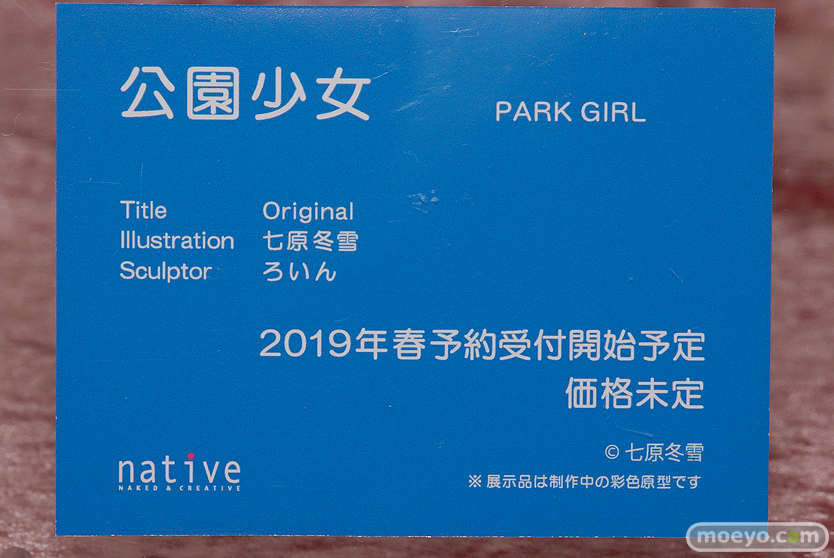 公園少女 PARK GIRL
Title Original
Illustration 七原冬雪
Sculptor ろいん
2019年春予約受付開始予定
価格未定
© 七原冬雪
native
NAKED & CREATIVE
※展示品は制作中の彩色原型です
moeyo.com